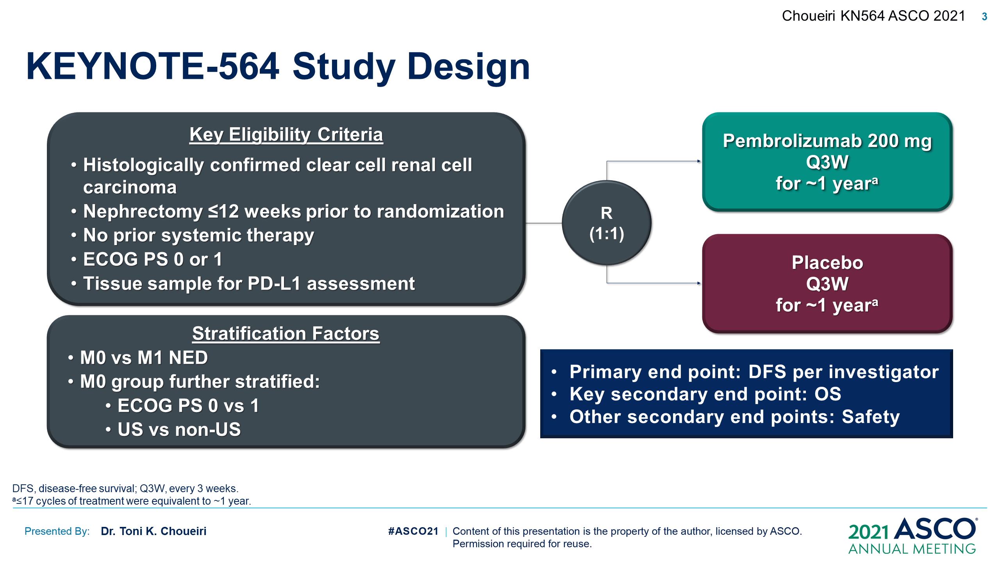 Choueiri KN564 ASCO 2021 3
KEYNOTE-564 Study Design
Key Eligibility Criteria
• Histologically confirmed clear cell renal cell
carcinoma
• Nephrectomy ≤12 weeks prior to randomization
• No prior systemic therapy
• ECOG PS 0 or 1
• Tissue sample for PD-L1 assessment
Stratification Factors
• M0 vs M1 NED
• M0 group further stratified:
• ECOG PS 0 vs 1
• US vs non-US
R
(1:1)
Pembrolizumab 200 mg
Q3W
for ~1 yearᵃ
Placebo
Q3W
for ~1 yearᵃ
• Primary end point: DFS per investigator
• Key secondary end point: OS
• Other secondary end points: Safety
DFS, disease-free survival; Q3W, every 3 weeks.
ᵃ≤17 cycles of treatment were equivalent to ~1 year.
Presented By: Dr. Toni K. Choueiri
#ASCO21 | Content of this presentation is the property of the author, licensed by ASCO.
Permission required for reuse.
2021 ASCO®
ANNUAL MEETING